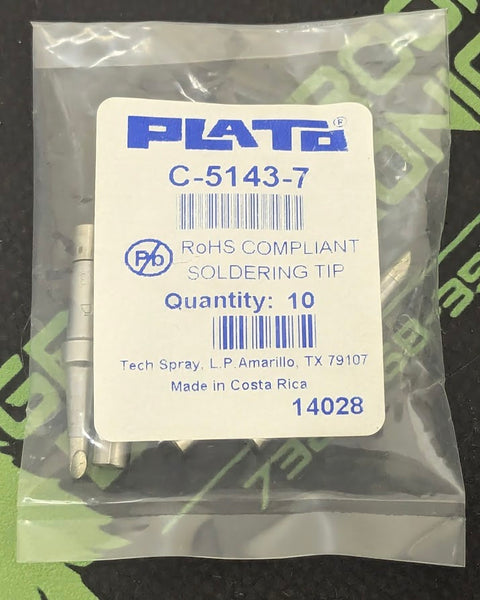 PLATO ®
C-5143-7
Pb
RoHS COMPLIANT
SOLDERING TIP
Quantity: 10
Tech Spray, L.P. Amarillo, TX 79107
Made in Costa Rica
14028